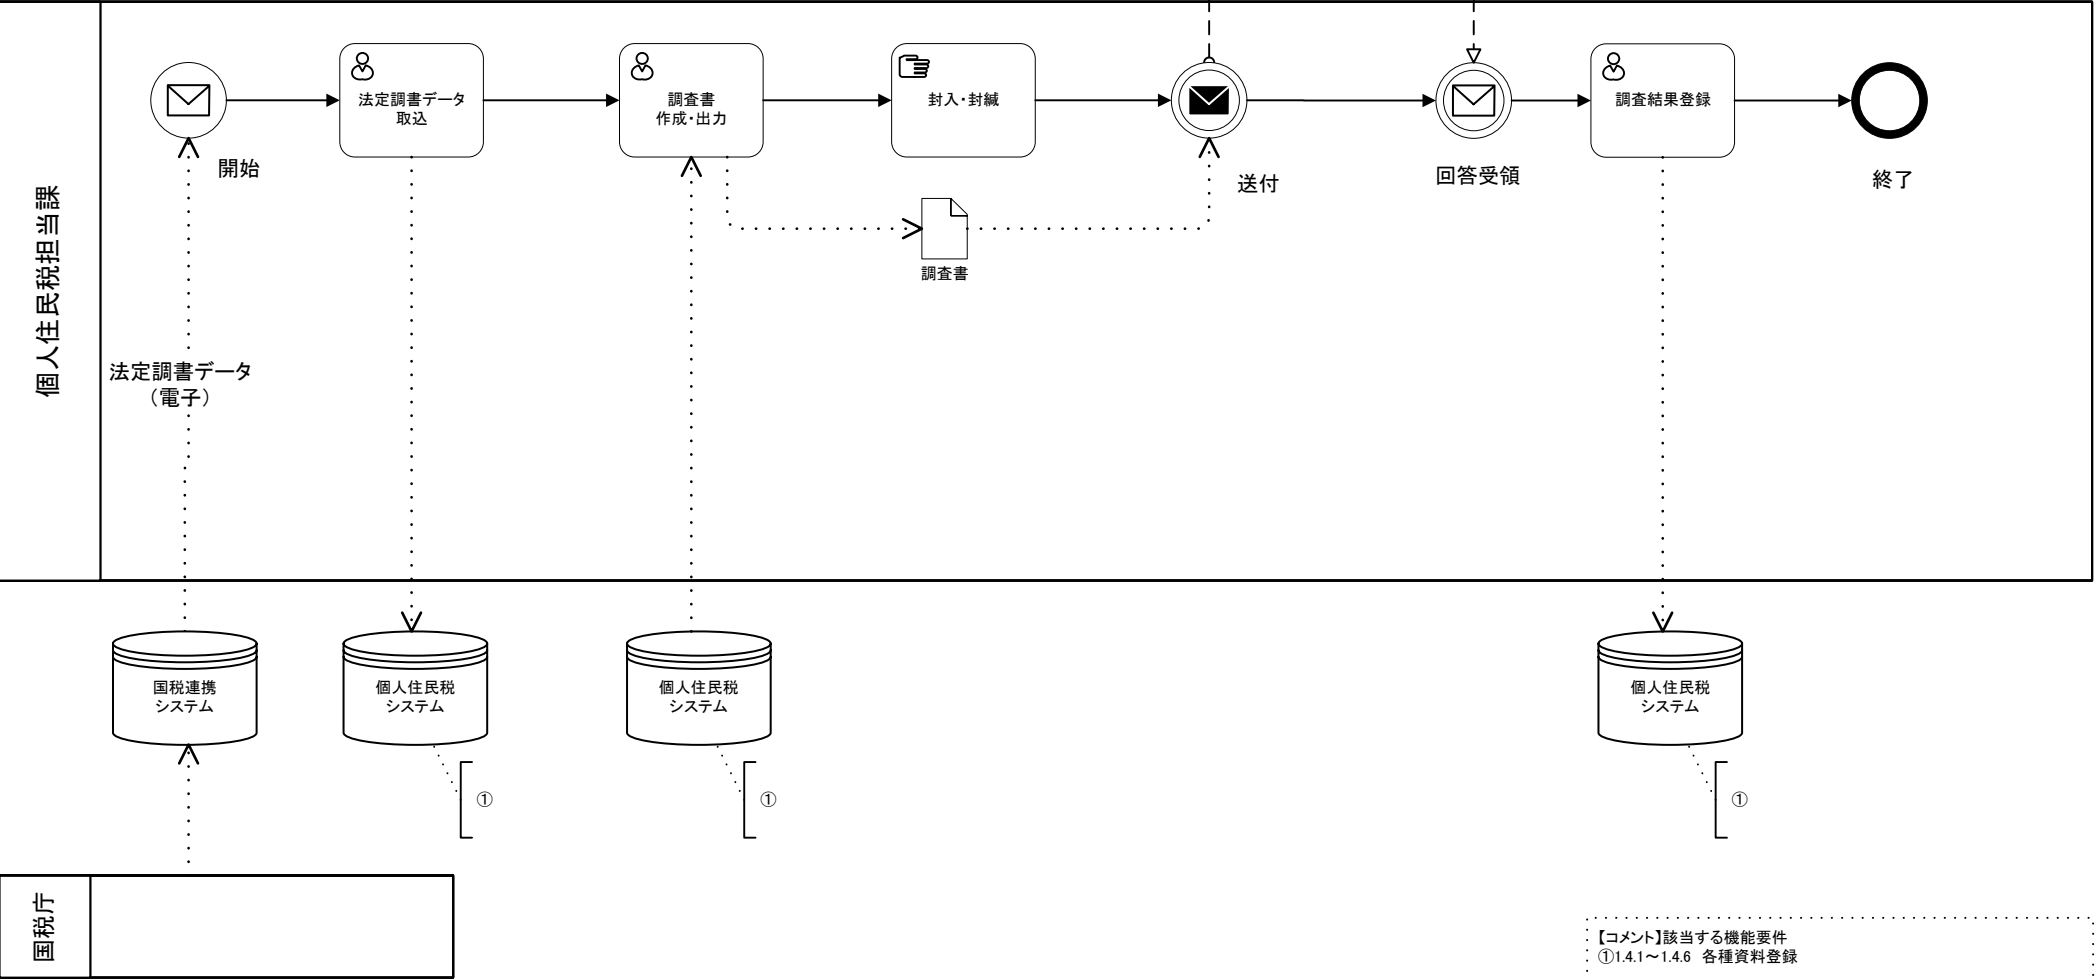 個人住民税担当課
開始
法定調書データ
取込
調査書
作成・出力
封入・封緘
送付
回答受領
調査結果登録
終了
調査書
法定調書データ
（電子）
国税連携
システム
個人住民税
システム
個人住民税
システム
個人住民税
システム
①
①
①
国税庁
【コメント】該当する機能要件
①1.4.1～1.4.6 各種資料登録